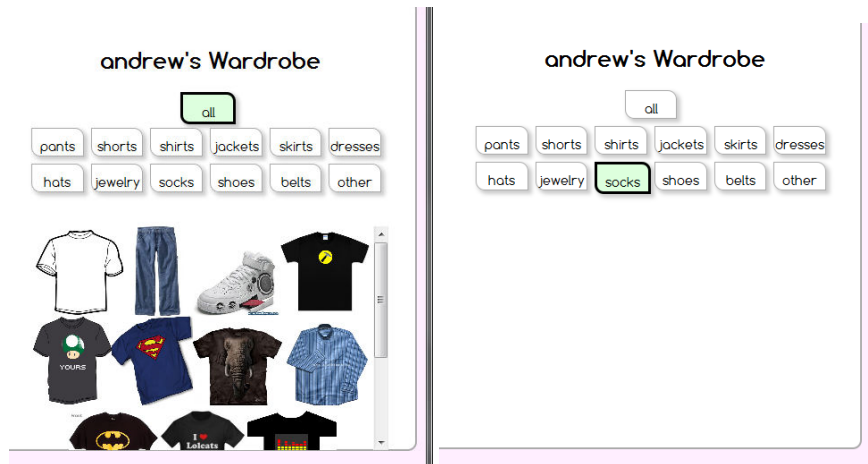 andrew's Wardrobe
all
pants shorts shirts jackets skirts dresses
hats jewelry socks shoes belts other
YOURS
I ♥
Lolcats
andrew's Wardrobe
all
pants shorts shirts jackets skirts dresses
hats jewelry socks shoes belts other